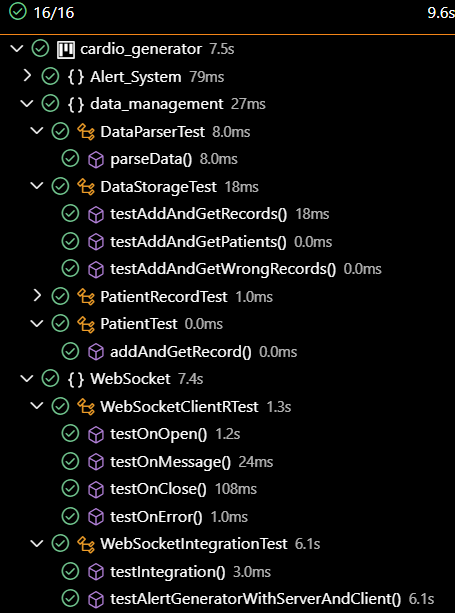 16/16 9.6s
cardio_generator 7.5s
{ } Alert_System 79ms
{ } data_management 27ms
DataParserTest 8.0ms
parseData() 8.0ms
DataStorageTest 18ms
testAddAndGetRecords() 18ms
testAddAndGetPatients() 0.0ms
testAddAndGetWrongRecords() 0.0ms
PatientRecordTest 1.0ms
PatientTest 0.0ms
addAndGetRecord() 0.0ms
{ } WebSocket 7.4s
WebSocketClientRTest 1.3s
testOnOpen() 1.2s
testOnMessage() 24ms
testOnClose() 108ms
testOnError() 1.0ms
WebSocketIntegrationTest 6.1s
testIntegration() 3.0ms
testAlertGeneratorWithServerAndClient() 6.1s